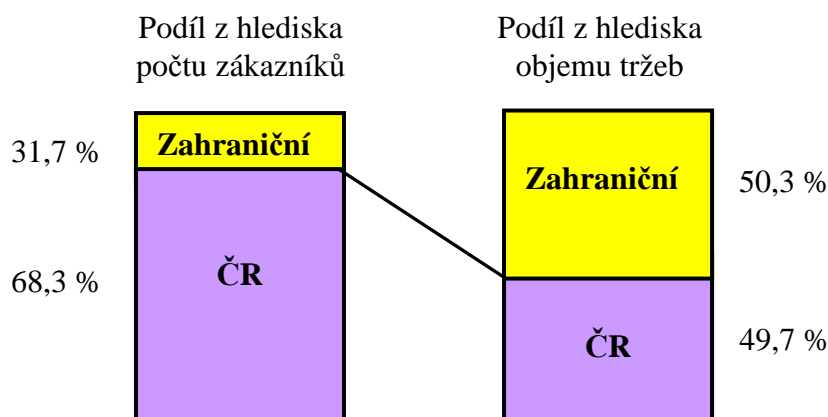 Podíl z hlediska
počtu zákazníků
Podíl z hlediska
objemu tržeb
31,7 %
Zahraniční
Zahraniční
50,3 %
68,3 %
ČR
ČR
49,7 %